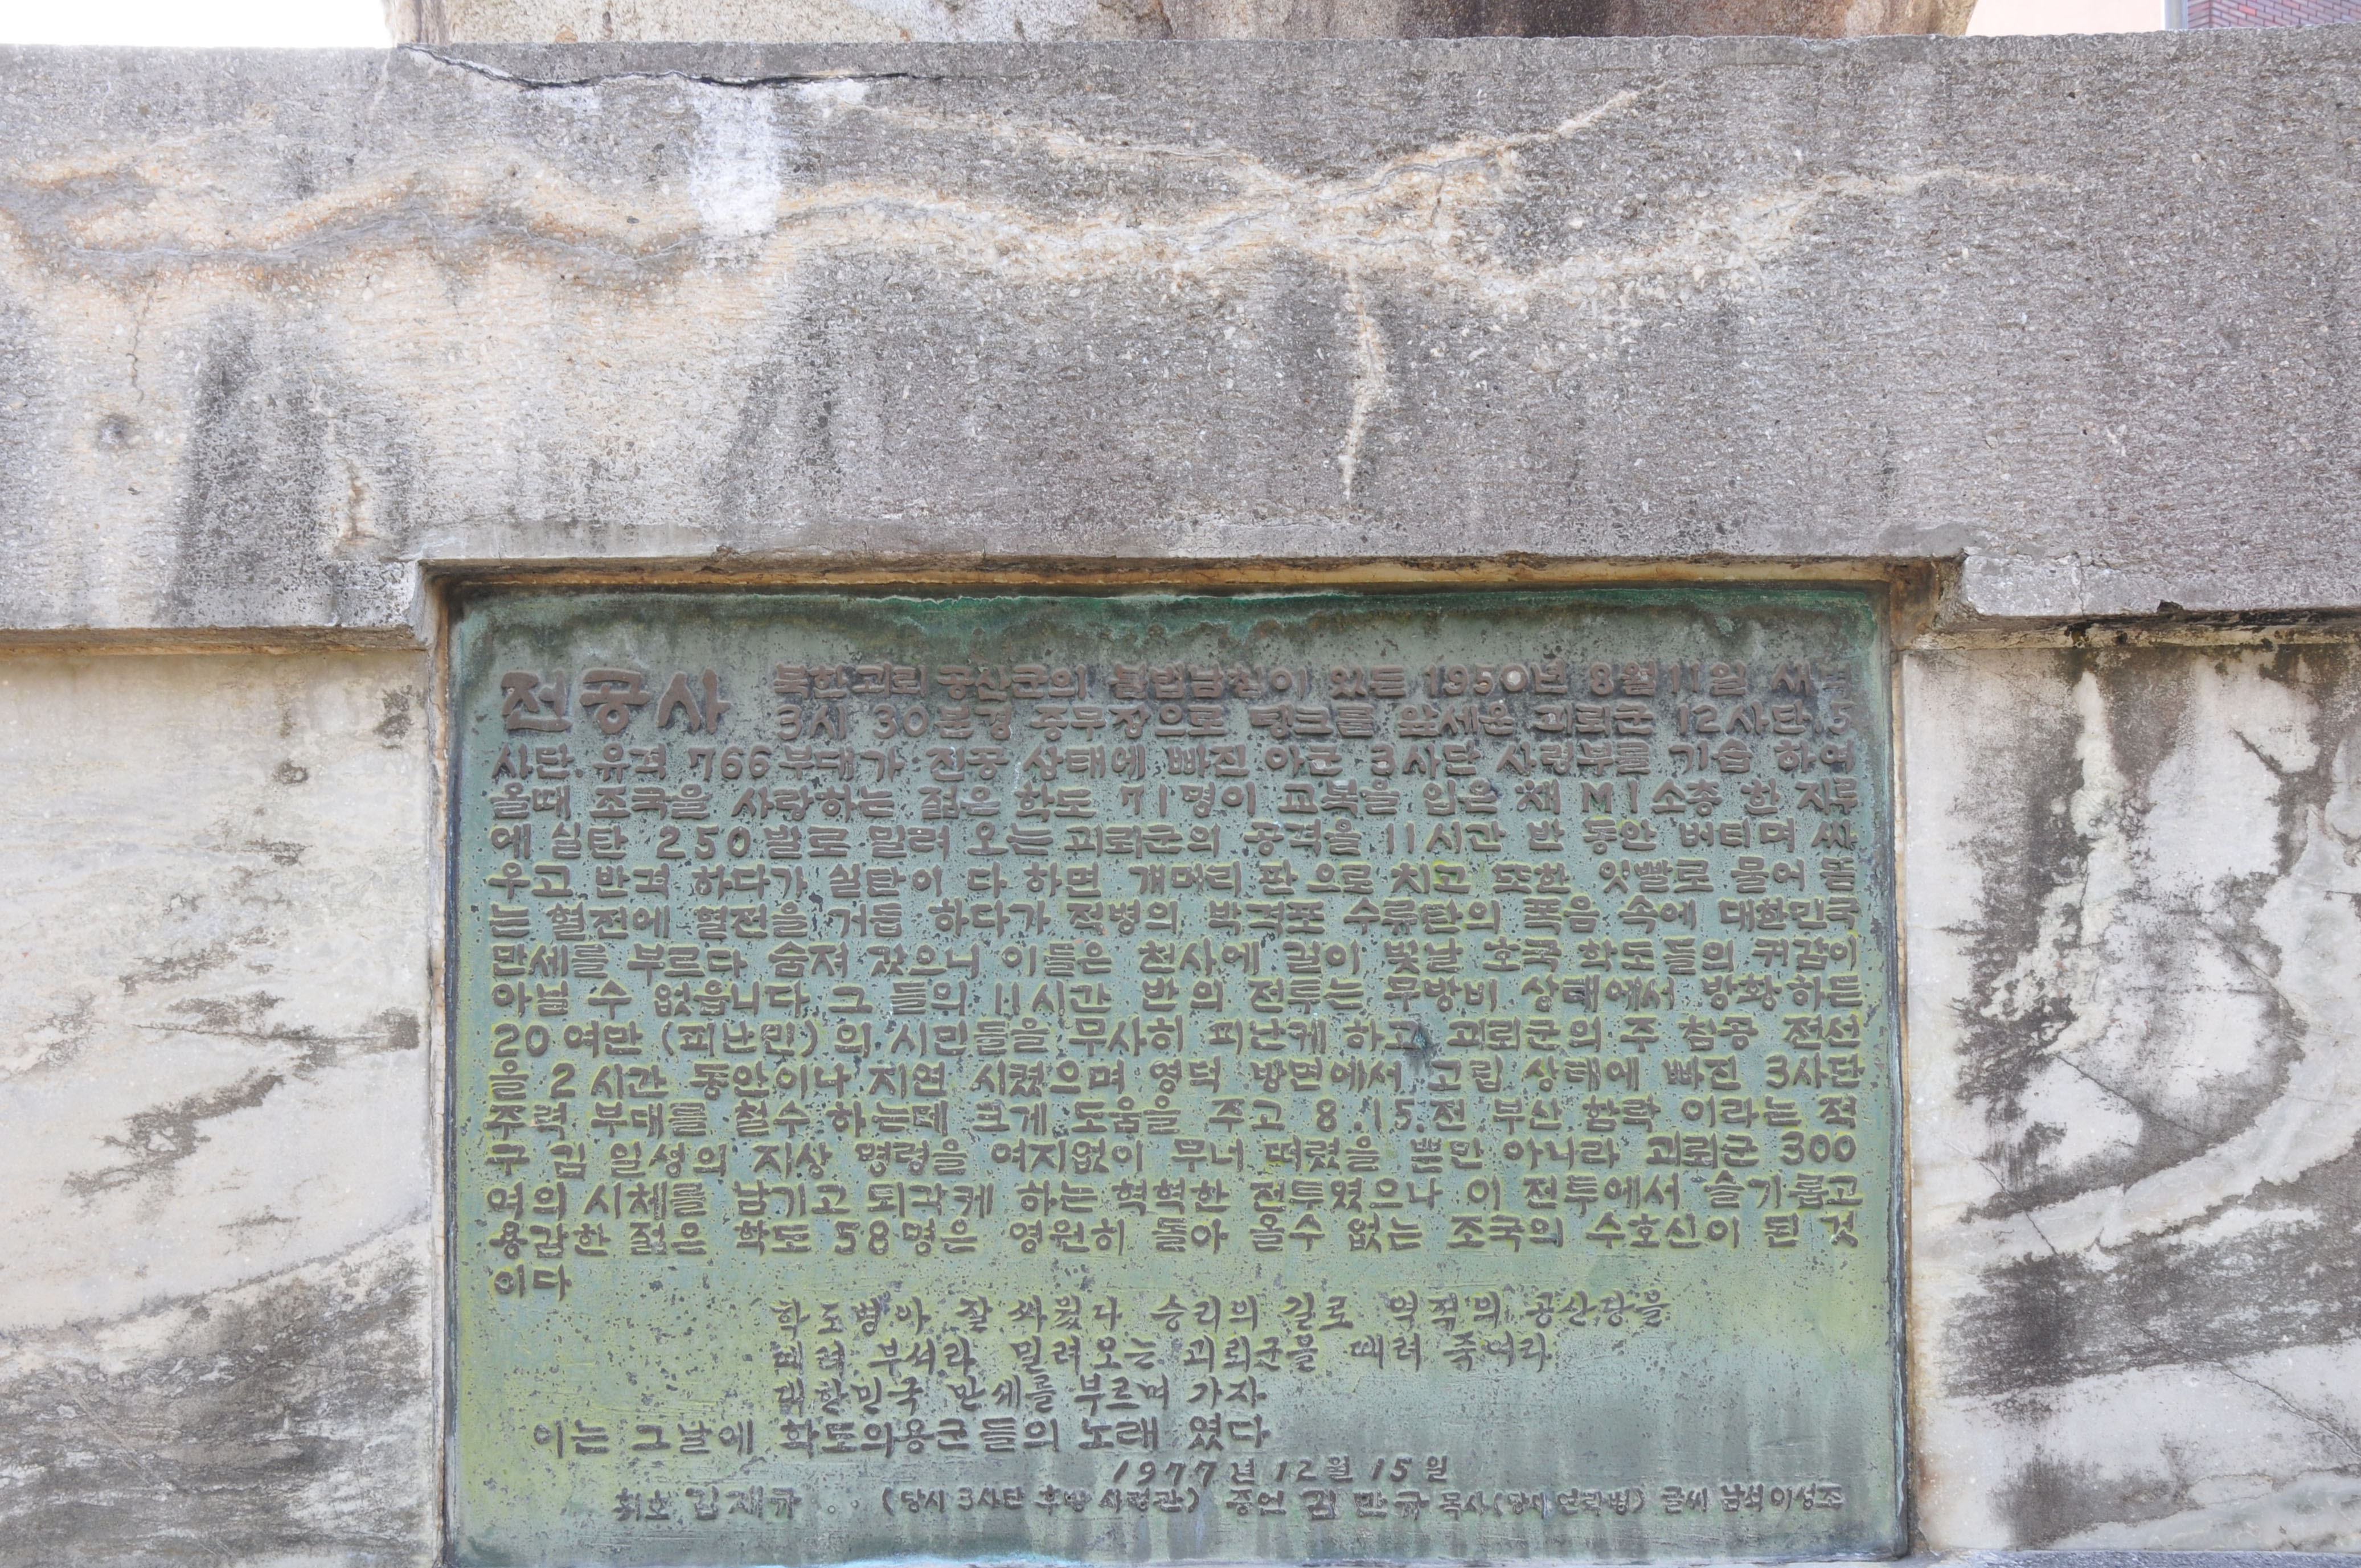 전공사
북한괴뢰 공산군의 불법남침이 있든 1950년 8월 11일 새벽
3시 30분경 중무장으로 탱크를 앞세운 괴뢰군 12사단.5
사단. 유격 766부대가 진공 상태에 빠진 아군 3사단 사령부를 기습 하여
올때 조국을 사랑하는 젊은 학도 71명이 교복을 입은 채 M1소총 한 자루
에 실탄 250발로 밀려 오는 괴뢰군의 공격을 11시간 반 동안 버티며 싸
우고 반격 하다가 실탄이 다 하면 개머리 판으로 치고 또한 잇빨로 물어 뜯
는 혈전에 혈전을 거듭 하다가 적병의 박격포 수류탄의 폭음 속에 대한민국
만세를 부르다 숨져 갔으니 이들은 천사에 길이 빛날 호국 학도들의 귀감이
아닐 수 없읍니다 그 들의 11시간 반의 전투는 무방비 상태에서 방황하든
20여만 (피난민)의 시민들을 무사히 피난케 하고 괴뢰군의 주 침공 전선
을 2시간 동안이나 지연 시켰으며 영덕 방면에서 고립 상태에 빠진 3사단
주력 부대를 철수 하는데 크게 도움을 주고 8.15.전 부산 함락 이라는 적
구 김 일성의 지상 명령을 여지없이 무너 떠렸을 뿐만 아니라 괴뢰군 300
여의 시체를 남기고 퇴각케 하는 혁혁한 전투였으나 이 전투에서 슬기롭고
용감한 젊은 학도 58명은 영원히 돌아 올수 없는 조국의 수호신이 된 것
이다
학도병아 잘 싸웠다 승리의 길로 역적의 공산당을
때려 부셔라 밀려오는 괴뢰군을 때려 죽여라
대한민국 만세를 부르며 가자
이는 그날에 학도의용군들의 노래 였다
1977년 12월 15일
휘호 김재규 (당시 3사단 후방 사령관) 증언 김만규 목사(당시 연락병) 글씨 남석 이성조